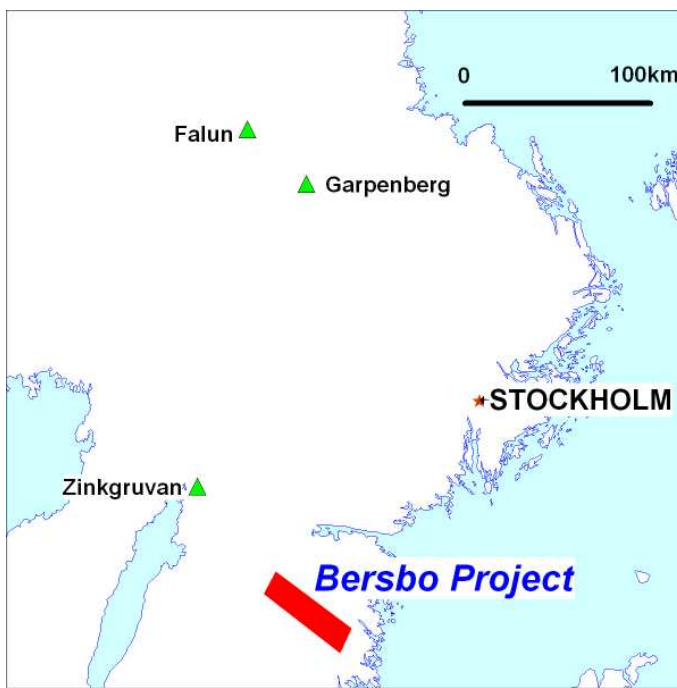 0 100km
Falun
Garpenberg
STOCKHOLM
Zinkgruvan
Bersbo Project